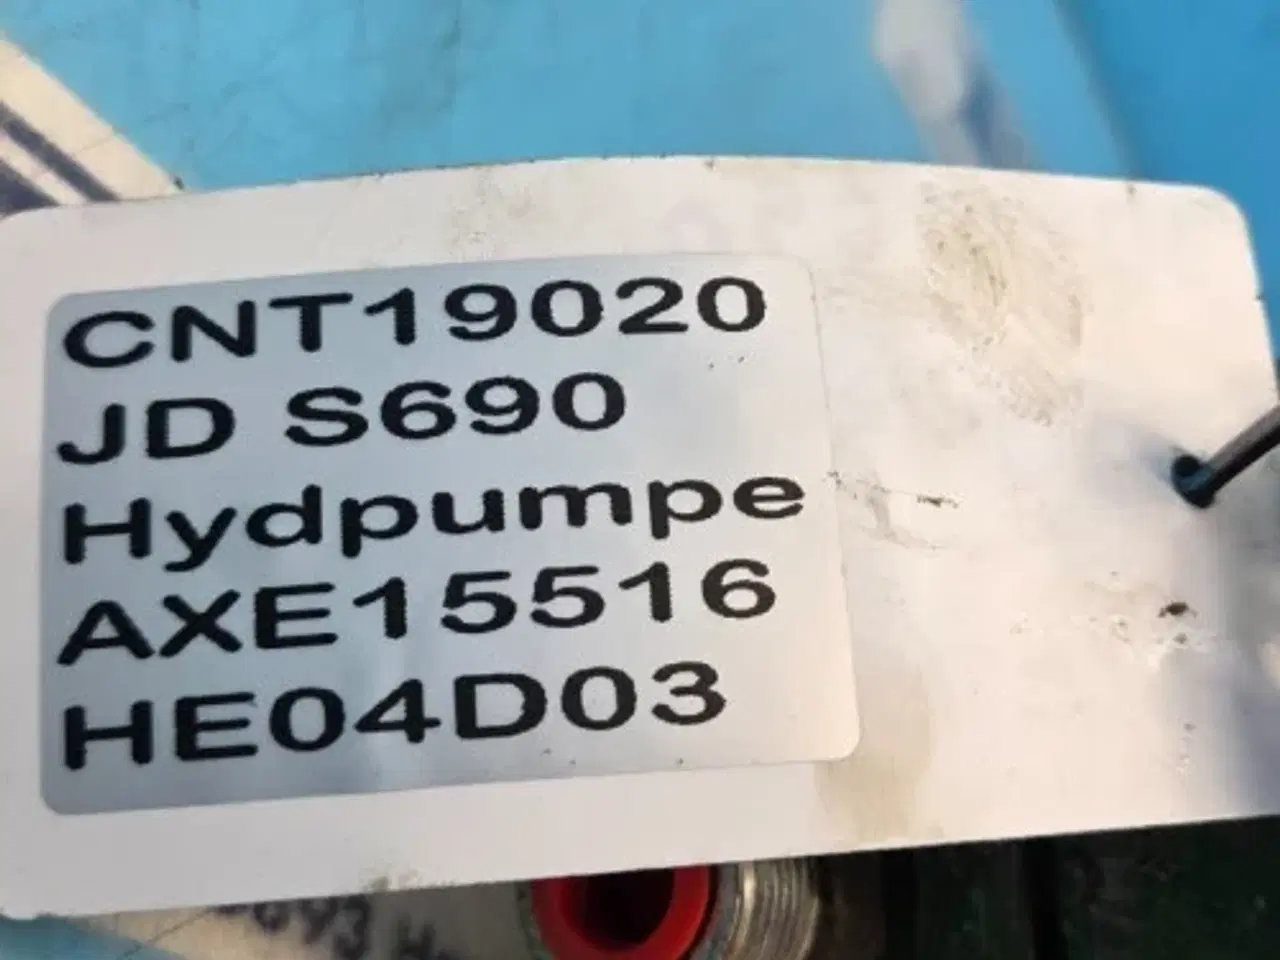 CNT19020
JD S690
Hydpumpe
AXE15516
HE04D03